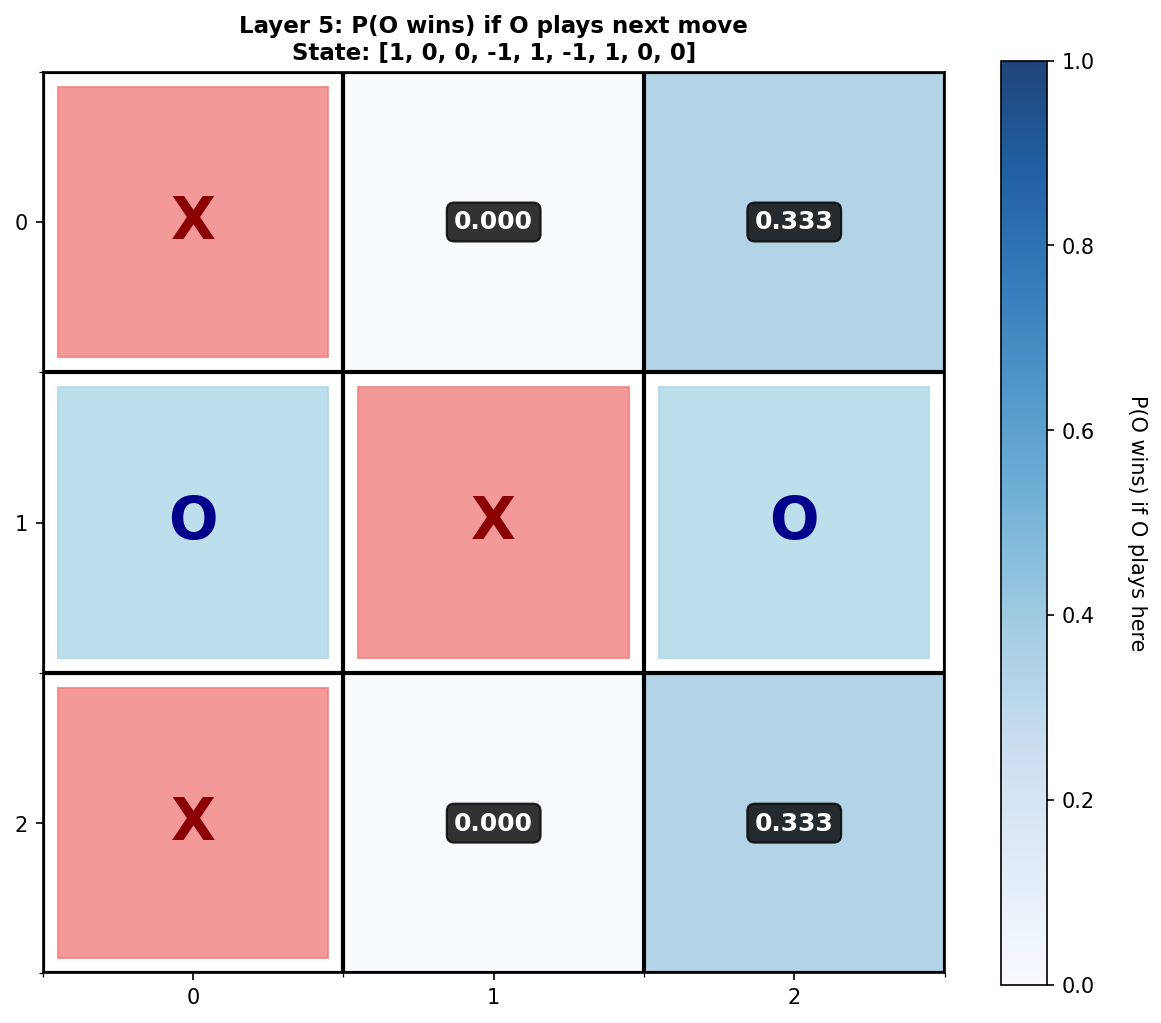 Layer 5: P(O wins) if O plays next move
State: [1, 0, 0, -1, 1, -1, 1, 0, 0]
0
X
0.000
0.333
1
O
X
O
2
X
0.000
0.333
0
1
2
1.0
0.8
0.6
0.4
0.2
0.0
P(O wins) if O plays here